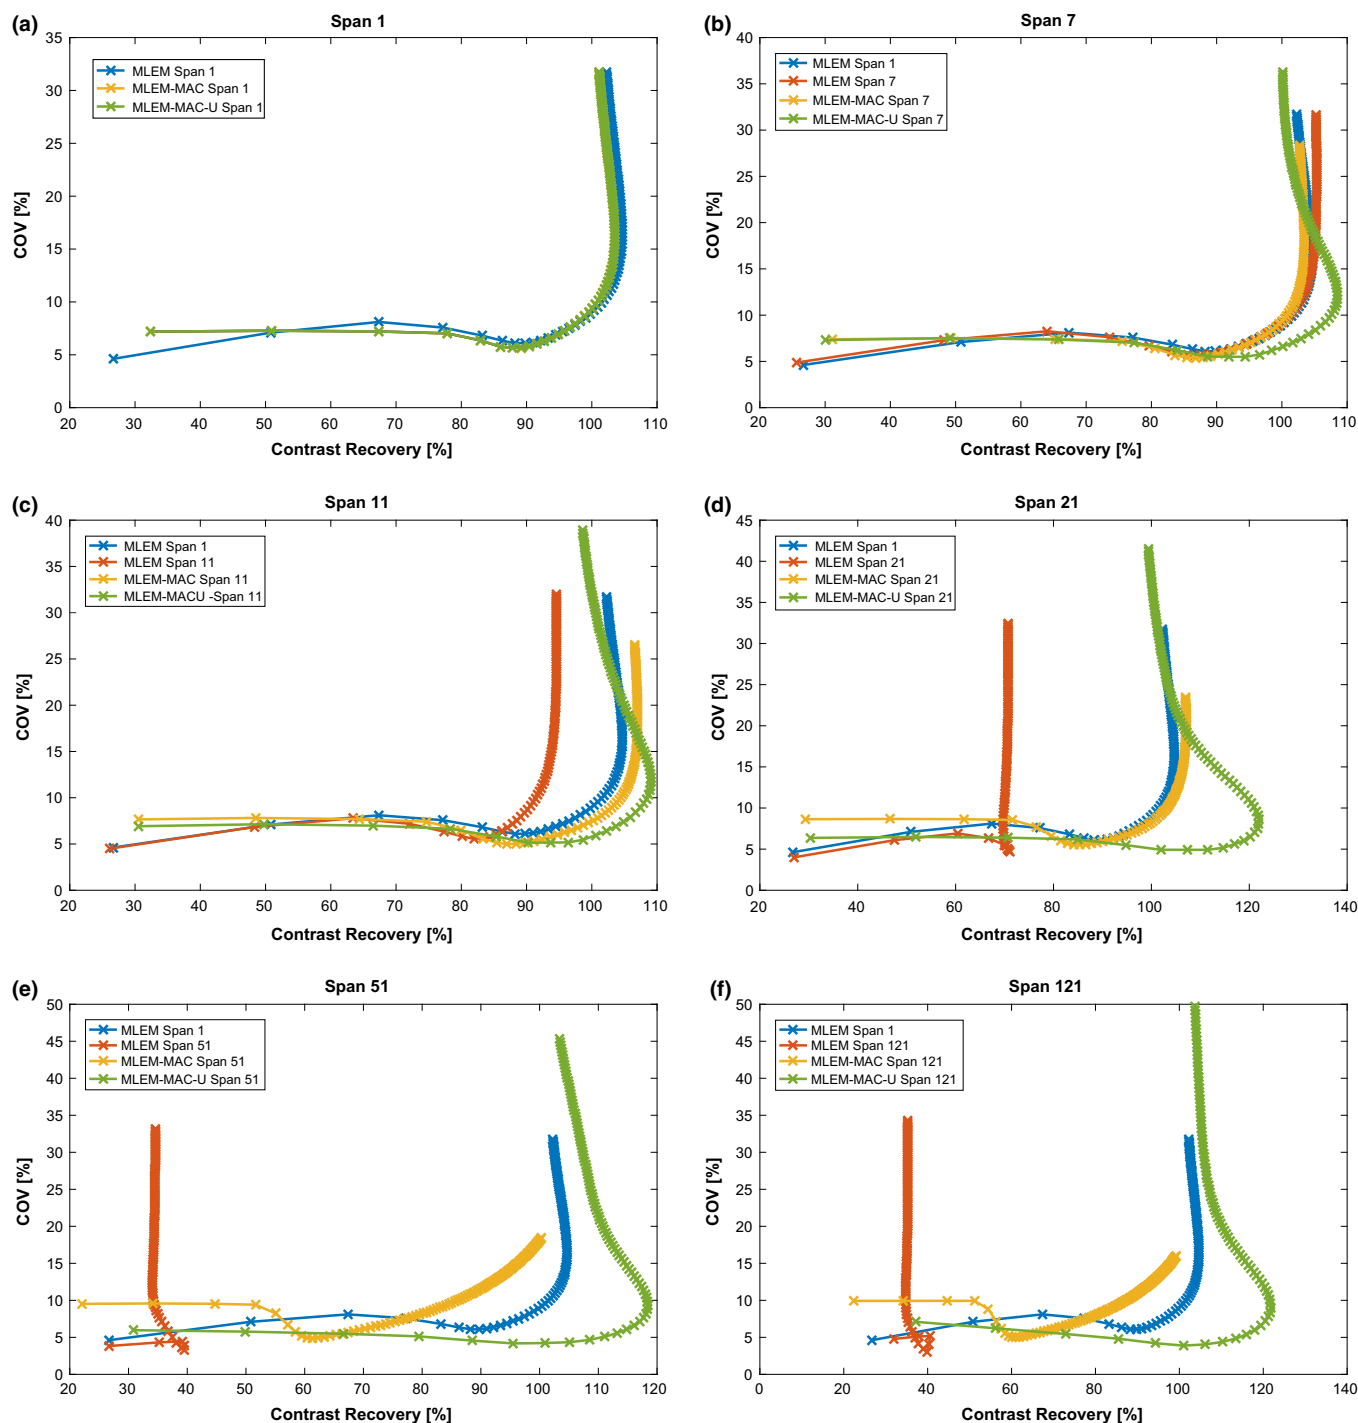 (a)
Span 1
35
30
25
20
15
10
5
0
COV [%]
MLEM Span 1
MLEM-MAC Span 1
MLEM-MAC-U Span 1
20 30 40 50 60 70 80 90 100 110
Contrast Recovery [%]
(b)
Span 7
40
35
30
25
20
15
10
5
0
COV [%]
MLEM Span 1
MLEM Span 7
MLEM-MAC Span 7
MLEM-MAC-U Span 7
20 30 40 50 60 70 80 90 100 110
Contrast Recovery [%]
(c)
Span 11
40
35
30
25
20
15
10
5
0
COV [%]
MLEM Span 1
MLEM Span 11
MLEM-MAC Span 11
MLEM-MACU -Span 11
20 30 40 50 60 70 80 90 100 110
Contrast Recovery [%]
(d)
Span 21
45
40
35
30
25
20
15
10
5
0
COV [%]
MLEM Span 1
MLEM Span 21
MLEM-MAC Span 21
MLEM-MAC-U Span 21
20 40 60 80 100 120 140
Contrast Recovery [%]
(e)
Span 51
50
45
40
35
30
25
20
15
10
5
0
COV [%]
MLEM Span 1
MLEM Span 51
MLEM-MAC Span 51
MLEM-MAC-U Span 51
20 30 40 50 60 70 80 90 100 110 120
Contrast Recovery [%]
(f)
Span 121
50
45
40
35
30
25
20
15
10
5
0
COV [%]
MLEM Span 1
MLEM Span 121
MLEM-MAC Span 121
MLEM-MAC-U Span 121
0 20 40 60 80 100 120 140
Contrast Recovery [%]